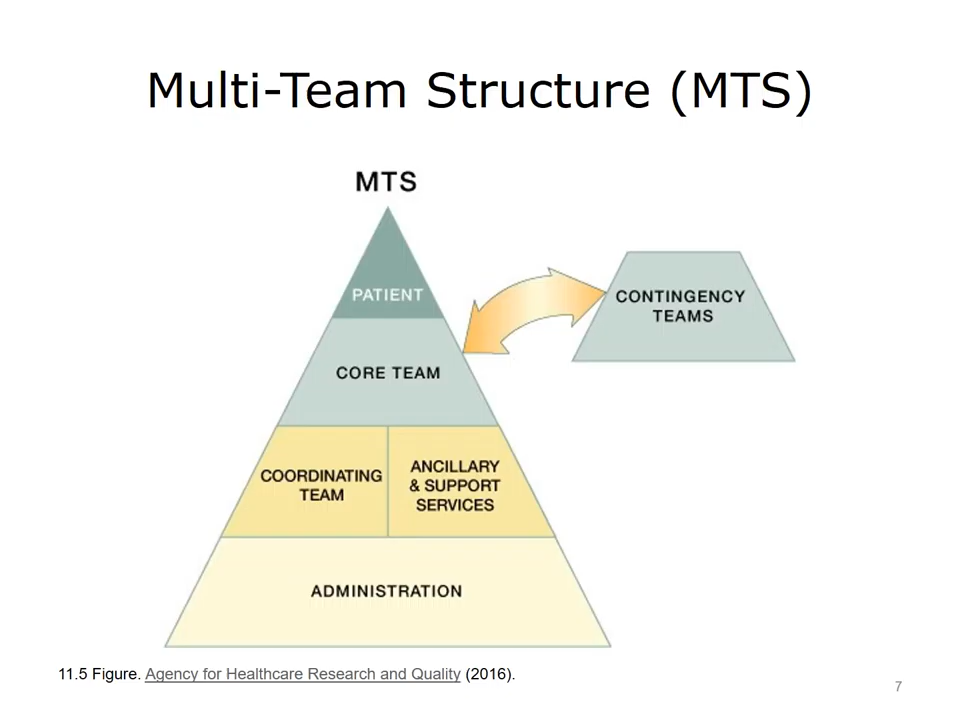 Multi-Team Structure (MTS)
MTS
PATIENT
CONTINGENCY
TEAMS
CORE TEAM
COORDINATING
TEAM
ANCILLARY
& SUPPORT
SERVICES
ADMINISTRATION
11.5 Figure. Agency for Healthcare Research and Quality (2016).
7